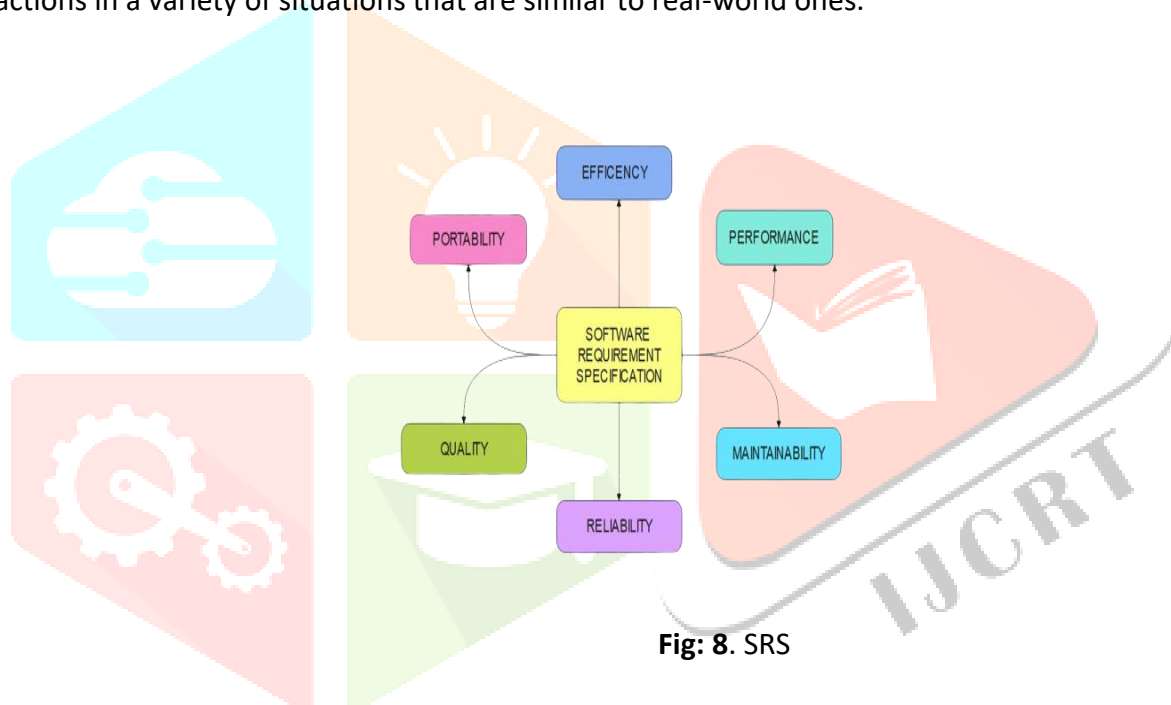 actions in a variety of situations that are similar to real-world ones.
EFFICENCY
PORTABILITY
PERFORMANCE
SOFTWARE
REQUIREMENT
SPECIFICATION
QUALITY
MAINTAINABILITY
RELIABILITY
IJCRT
Fig: 8. SRS